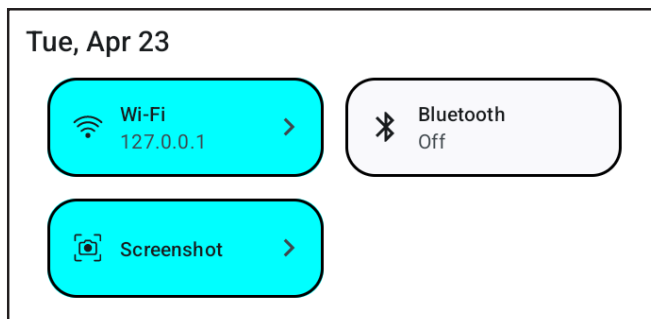 Tue, Apr 23
Wi-Fi
127.0.0.1
Bluetooth
Off
Screenshot